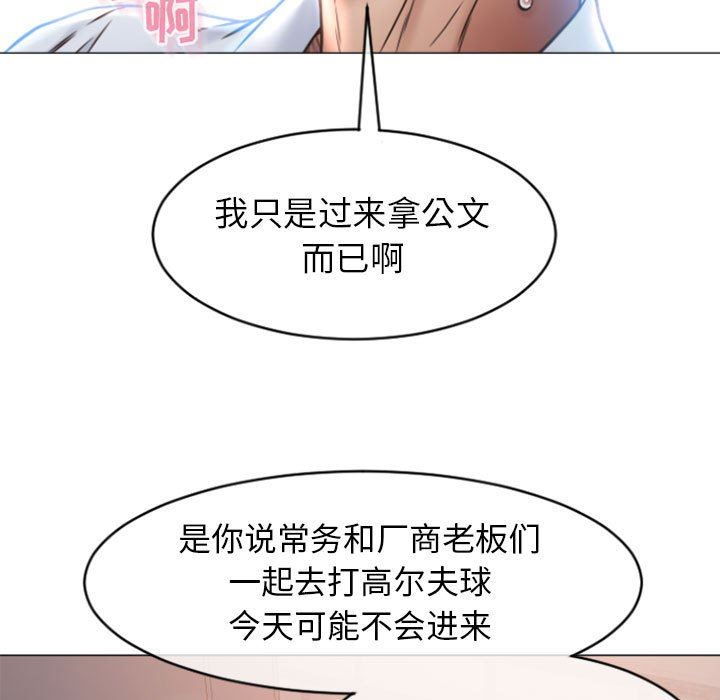 啊
我只是过来拿公文
而已啊
是你说常务和厂商老板们
一起去打高尔夫球
今天可能不会进来